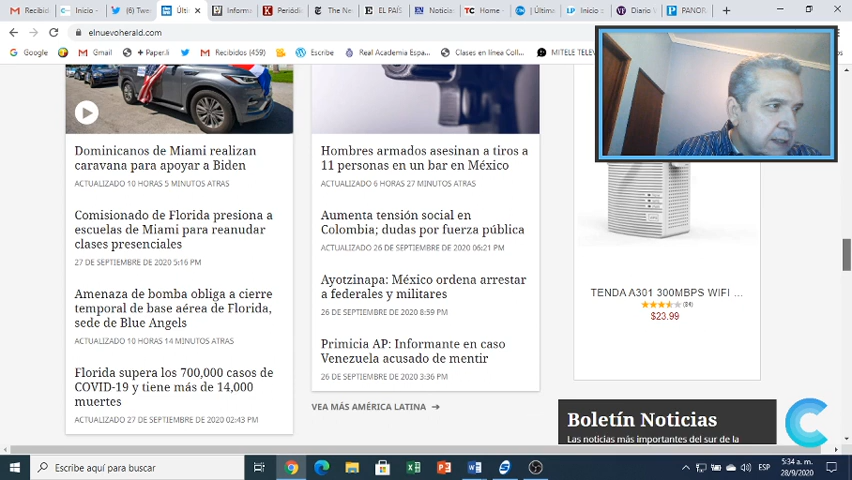 Recibid
Inicio -
(6) Twe
Últi
Inform
Periódi
The Ne
EL PAÍS
Noticia
TC Home -
| Últim
LP Inicio s
Diario V
PANOR
elnuevoherald.com
Google
Gmail
+ Paper.li
Recibidos (459)
Escribe
Real Academia Espa...
Clases en línea Coll...
MITELE TELEVI
Dominicanos de Miami realizan
caravana para apoyar a Biden
ACTUALIZADO 10 HORAS 5 MINUTOS ATRAS
Comisionado de Florida presiona a
escuelas de Miami para reanudar
clases presenciales
27 DE SEPTIEMBRE DE 2020 5:16 PM
Amenaza de bomba obliga a cierre
temporal de base aérea de Florida,
sede de Blue Angels
ACTUALIZADO 10 HORAS 14 MINUTOS ATRAS
Florida supera los 700,000 casos de
COVID-19 y tiene más de 14,000
muertes
ACTUALIZADO 27 DE SEPTIEMBRE DE 2020 02:43 PM
Hombres armados asesinan a tiros a
11 personas en un bar en México
ACTUALIZADO 6 HORAS 27 MINUTOS ATRAS
Aumenta tensión social en
Colombia; dudas por fuerza pública
ACTUALIZADO 26 DE SEPTIEMBRE DE 2020 06:21 PM
Ayotzinapa: México ordena arrestar
a federales y militares
26 DE SEPTIEMBRE DE 2020 8:59 PM
Primicia AP: Informante en caso
Venezuela acusado de mentir
26 DE SEPTIEMBRE DE 2020 3:36 PM
VEA MÁS AMÉRICA LATINA →
TENDA A301 300MBPS WIFI ...
$23.99
Boletín Noticias
Las noticias más importantes del sur de la
Escribe aquí para buscar
ESP
5:34 a. m.
28/9/2020